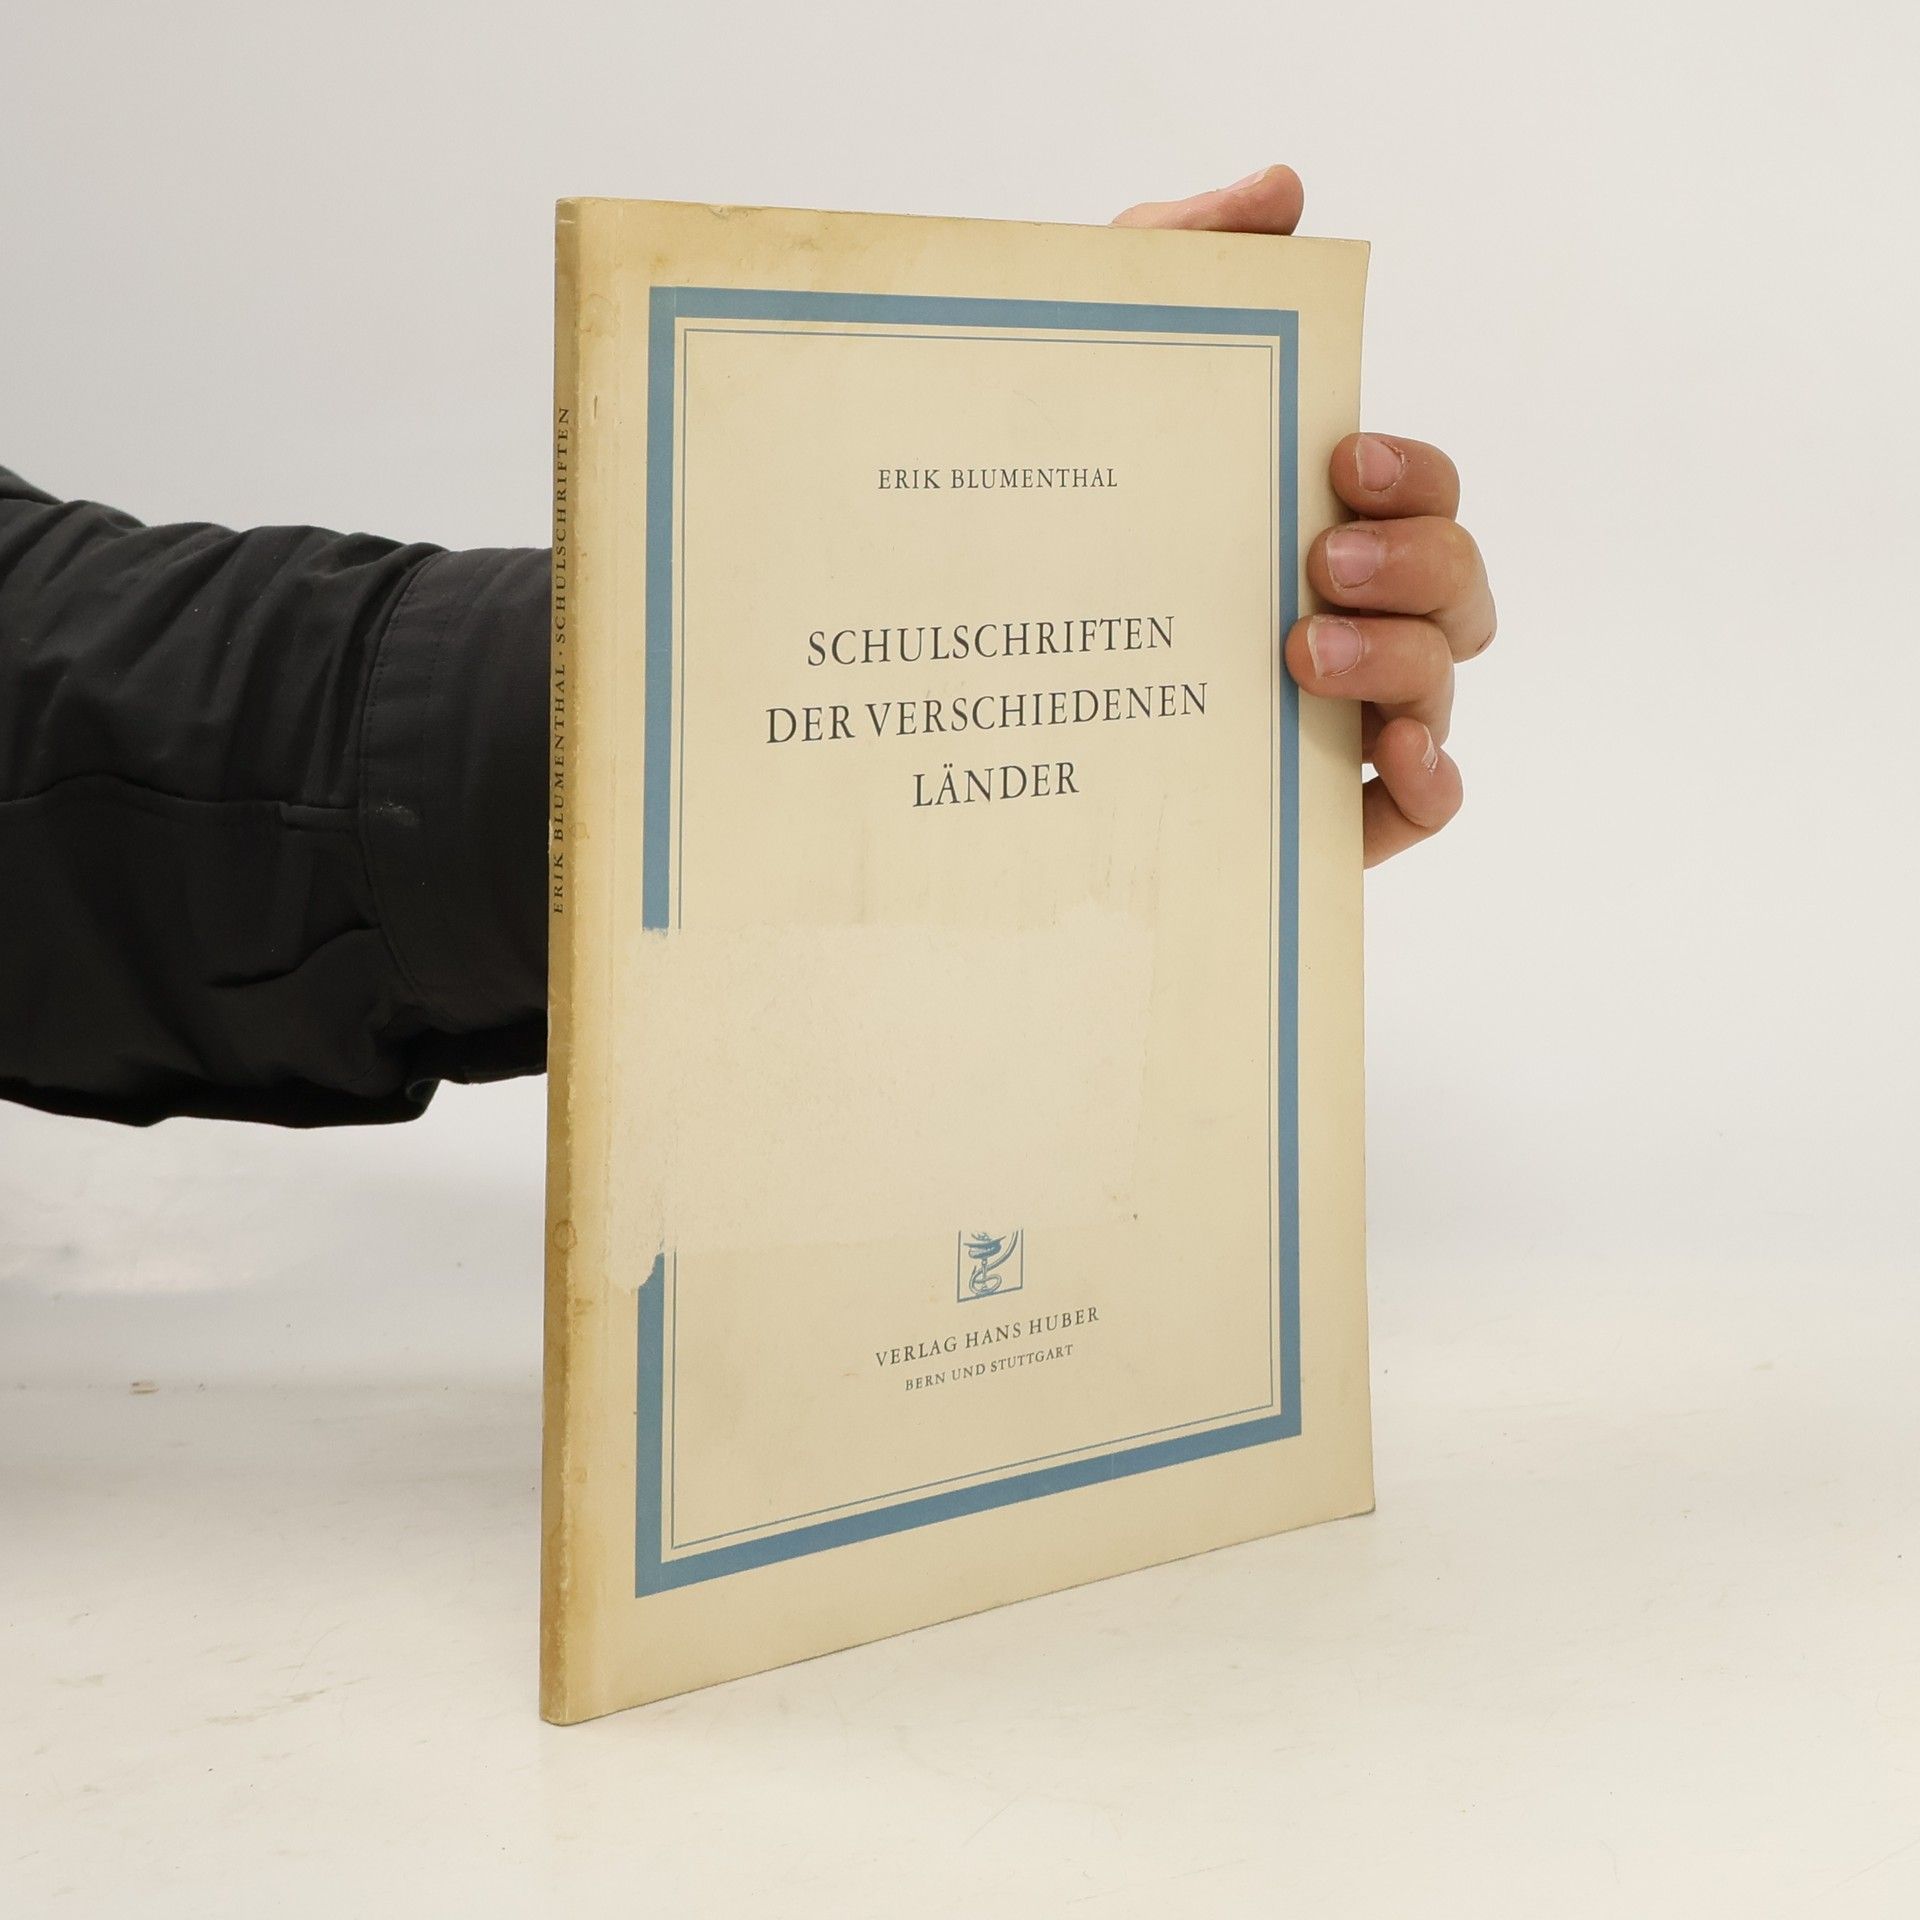 ERIK BLUMENTHAL · SCHULSCHRIFTEN
ERIK BLUMENTHAL
SCHULSCHRIFTEN
DER VERSCHIEDENEN
LÄNDER
VERLAG HANS HUBER
BERN UND STUTTGART